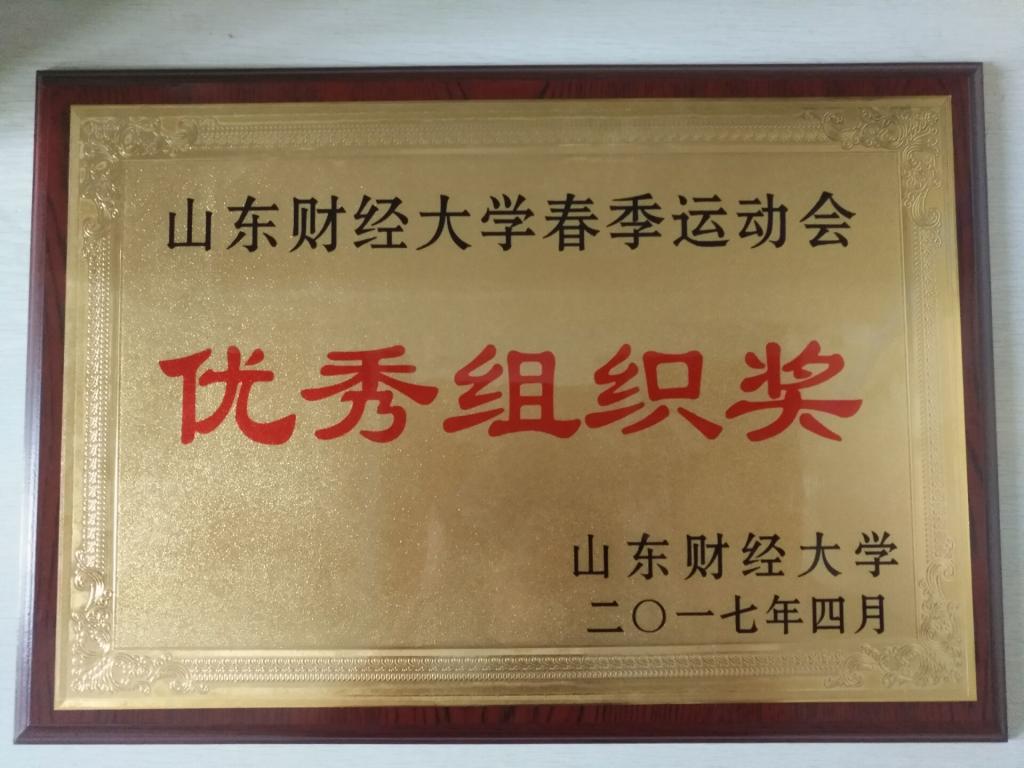 山东财经大学春季运动会
优秀组织奖
山东财经大学
二〇一七年四月